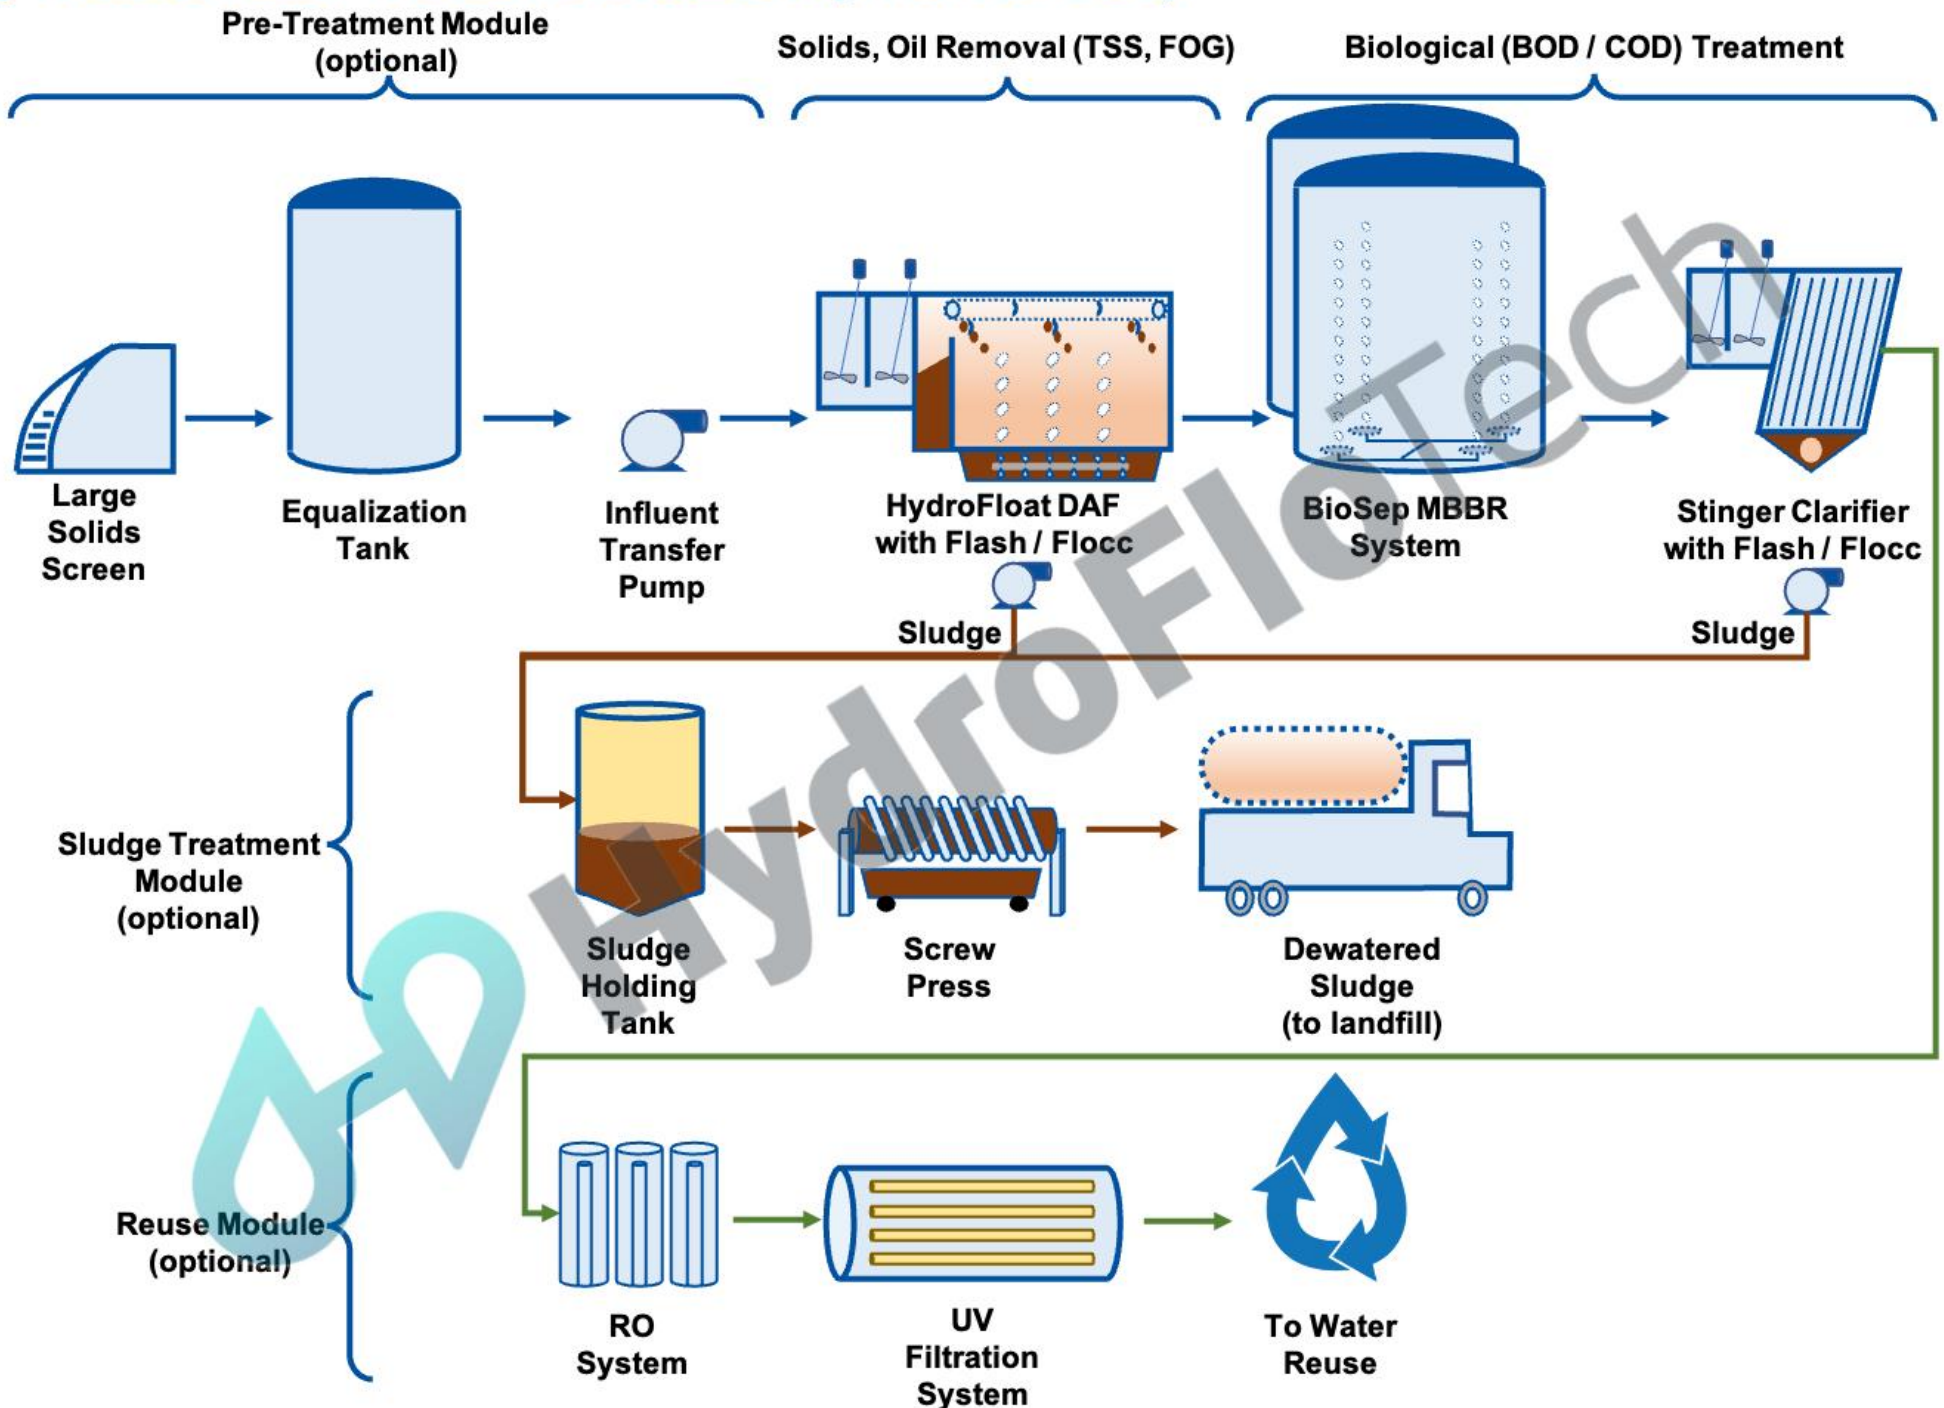 Pre-Treatment Module
(optional)
Solids, Oil Removal (TSS, FOG)
Biological (BOD / COD) Treatment
Large
Solids
Screen
Equalization
Tank
Influent
Transfer
Pump
HydroFloat DAF
with Flash / Flocc
BioSep MBBR
System
Stinger Clarifier
with Flash / Flocc
Sludge
Sludge
Sludge Treatment
Module
(optional)
Sludge
Holding
Tank
Screw
Press
Dewatered
Sludge
(to landfill)
Reuse Module
(optional)
RO
System
UV
Filtration
System
To Water
Reuse
HydroFloTech